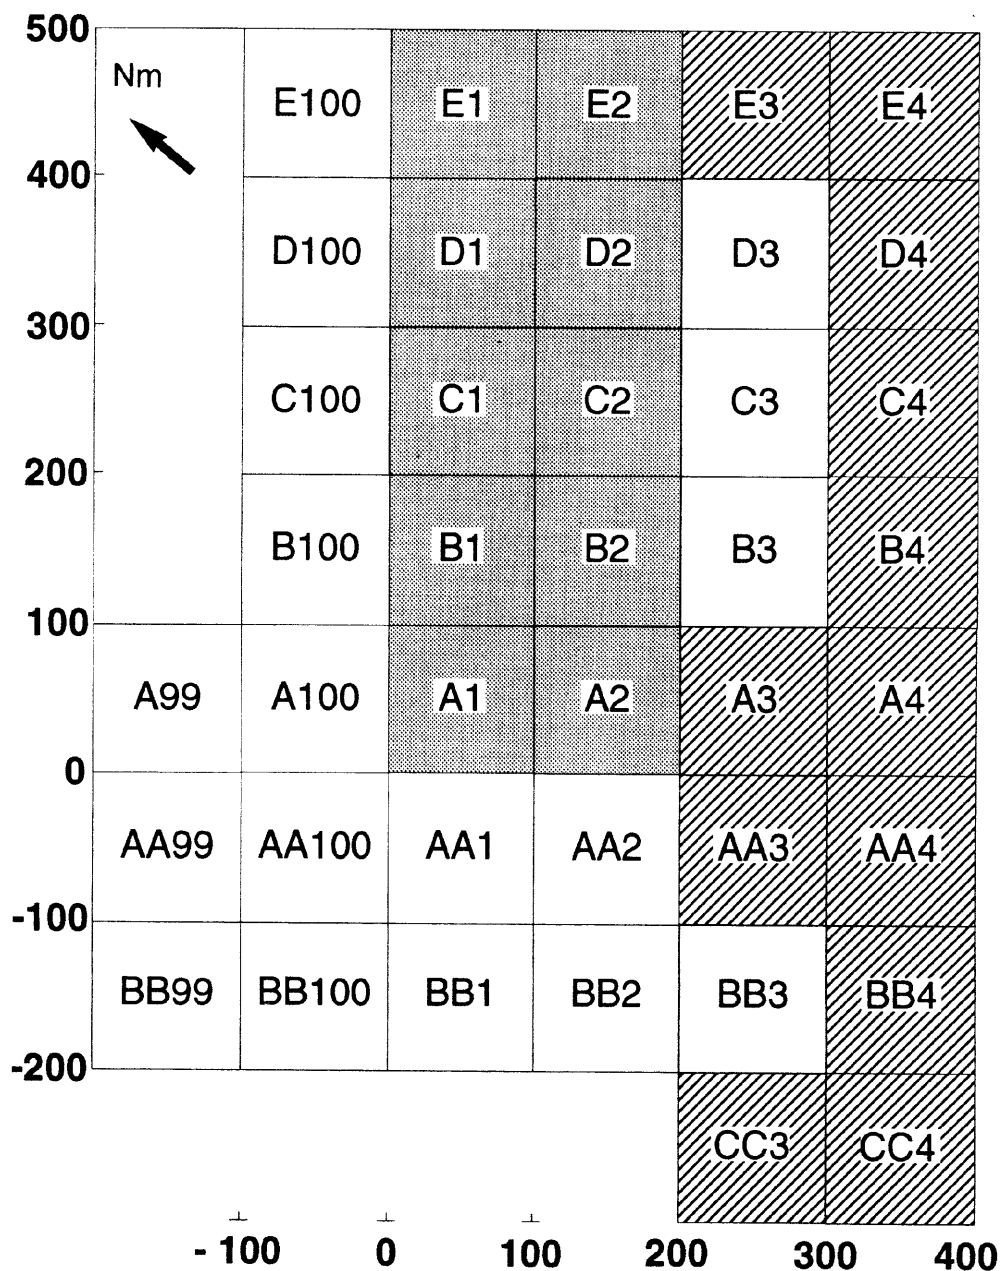 500
Nm
E100 E1 E2 E3 E4
400
D100 D1 D2 D3 D4
300
C100 C1 C2 C3 C4
200
B100 B1 B2 B3 B4
100
A99 A100 A1 A2 A3 A4
0
AA99 AA100 AA1 AA2 AA3 AA4
-100
BB99 BB100 BB1 BB2 BB3 BB4
-200
CC3 CC4
- 100 0 100 200 300 400